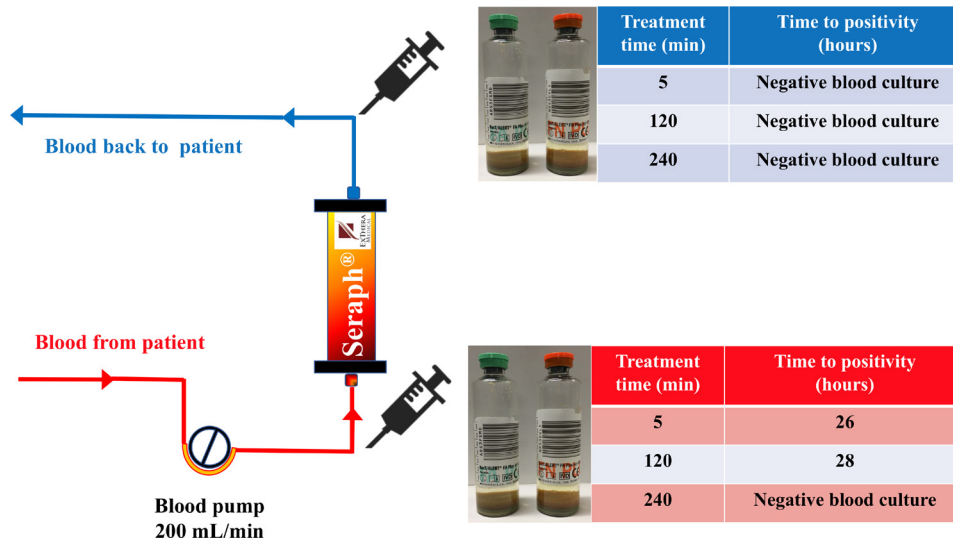 Treatment time (min) Time to positivity (hours)
5 Negative blood culture
120 Negative blood culture
240 Negative blood culture
Blood back to patient
Seraph®
ExThera
Medical
Blood from patient
Blood pump
200 mL/min
Treatment time (min) Time to positivity (hours)
5 26
120 28
240 Negative blood culture